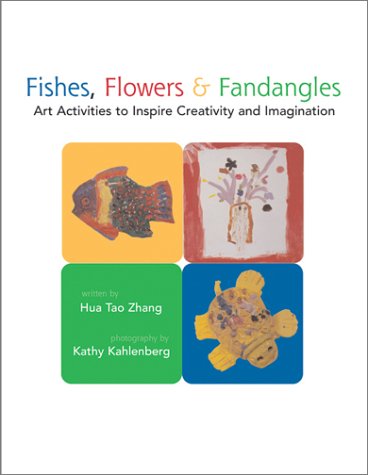 Fishes, Flowers & Fandangles
Art Activities to Inspire Creativity and Imagination
written by
Hua Tao Zhang
photography by
Kathy Kahlenberg